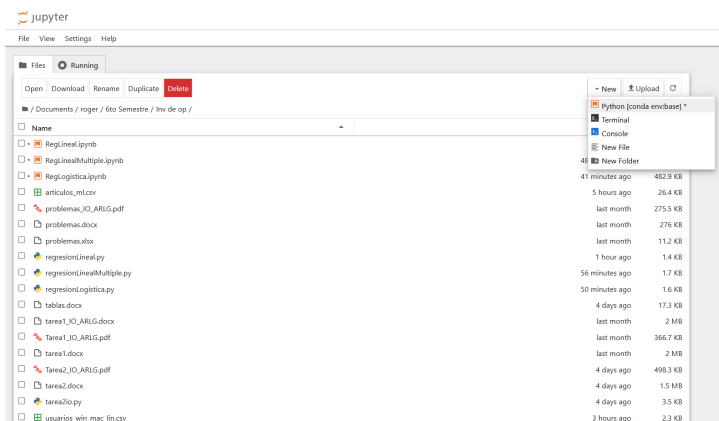 jupyter
File View Settings Help
Files Running
Open Download Rename Duplicate Delete New Upload
/ Documents / roger / 6to Semestre / Inv de op /
Python [conda env:base] *
Terminal
Console
New File
New Folder
Name
RegLineal.ipynb
RegLinealMultiple.ipynb 48
RegLogistica.ipynb 41 minutes ago 482.9 KB
articulos_ml.csv 5 hours ago 26.4 KB
problemas_IO_ARLG.pdf last month 275.5 KB
problemas.docx last month 276 KB
problemas.xlsx last month 11.2 KB
regresionLineal.py 1 hour ago 1.4 KB
regresionLinealMultiple.py 56 minutes ago 1.7 KB
regresionLogistica.py 50 minutes ago 1.6 KB
tablas.docx 4 days ago 17.3 KB
tarea1_IO_ARLG.docx last month 2 MB
Tarea1_IO_ARLG.pdf last month 366.7 KB
tarea1.docx last month 2 MB
Tarea2_IO_ARLG.pdf 4 days ago 498.3 KB
tarea2.docx 4 days ago 1.5 MB
tarea2io.py 4 days ago 3.5 KB
usuarios_win_mac_lin.csv 3 hours ago 2.3 KB